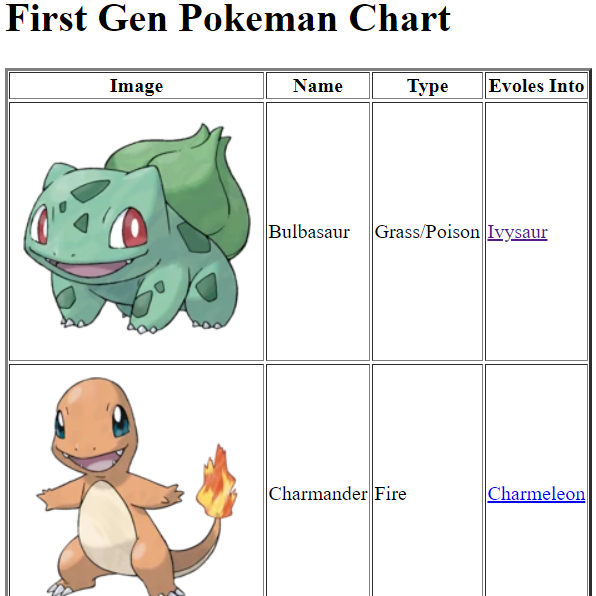 First Gen Pokeman Chart
Image Name Type Evoles Into
Bulbasaur Grass/Poison Ivysaur
Charmander Fire Charmeleon